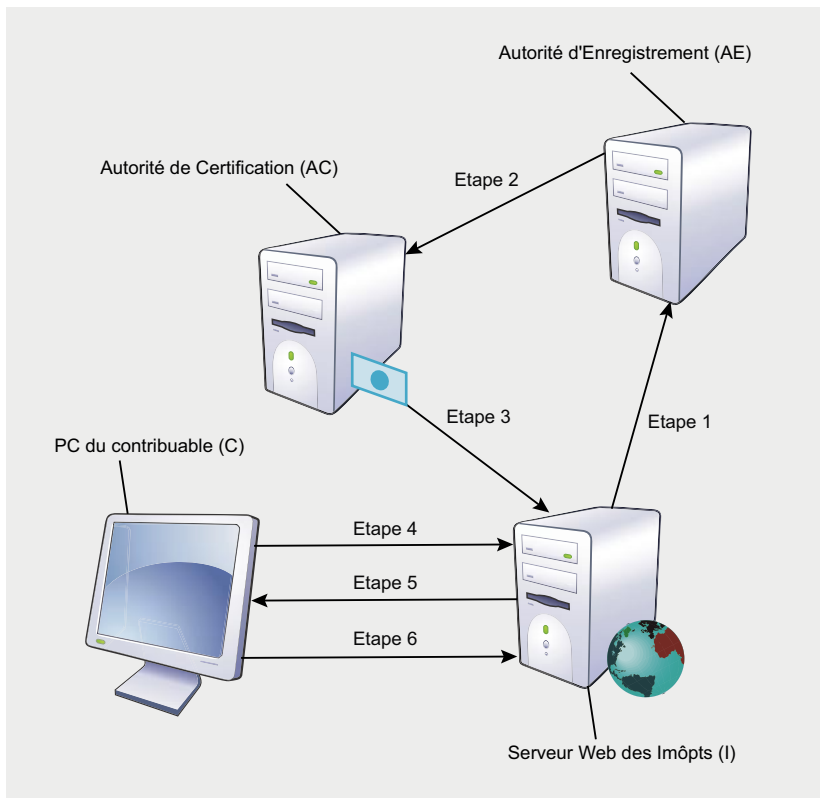 Autorité d'Enregistrement (AE)
Autorité de Certification (AC)
Etape 2
Etape 3
Etape 1
PC du contribuable (C)
Etape 4
Etape 5
Etape 6
Serveur Web des Imôpts (I)